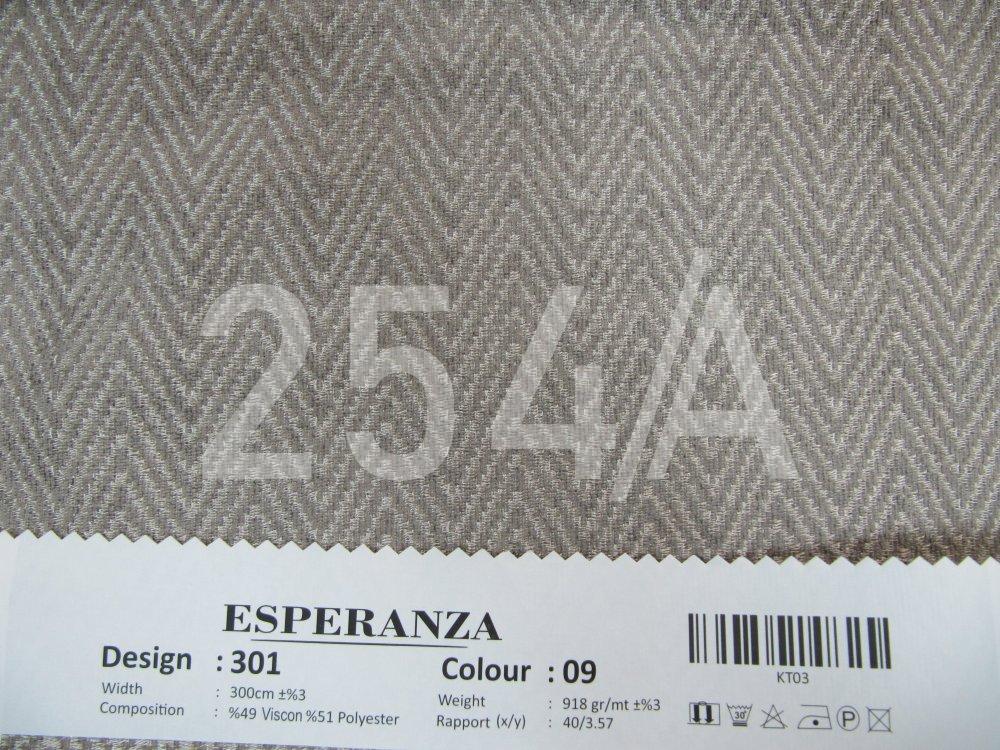 254/A
ESPERANZA
Design : 301
Colour : 09
Width : 300cm ±%3
Weight : 918 gr/mt ±%3
Composition : %49 Viscon %51 Polyester
Rapport (x/y) : 40/3.57
KT03
30°
P